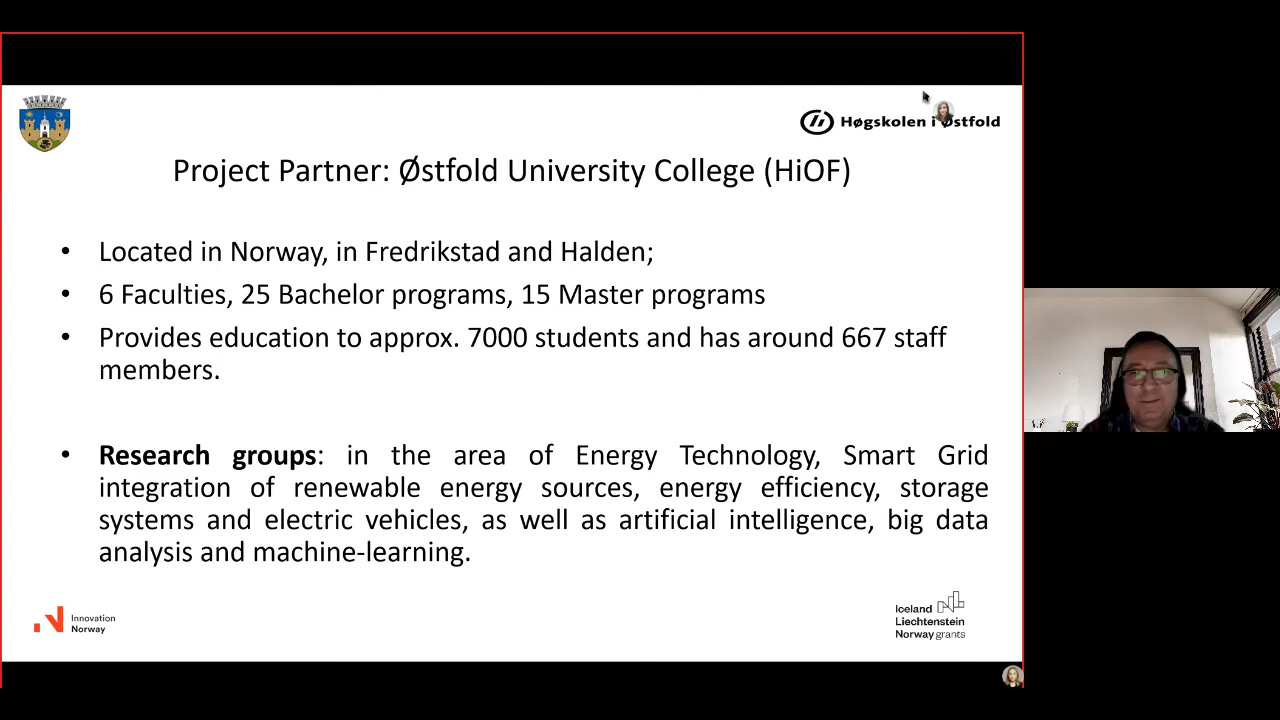 Høgskolen i Østfold
Project Partner: Østfold University College (HiOF)
• Located in Norway, in Fredrikstad and Halden;
• 6 Faculties, 25 Bachelor programs, 15 Master programs
• Provides education to approx. 7000 students and has around 667 staff
members.
• Research groups: in the area of Energy Technology, Smart Grid
integration of renewable energy sources, energy efficiency, storage
systems and electric vehicles, as well as artificial intelligence, big data
analysis and machine-learning.
Innovation
Norway
Iceland
Liechtenstein
Norway grants